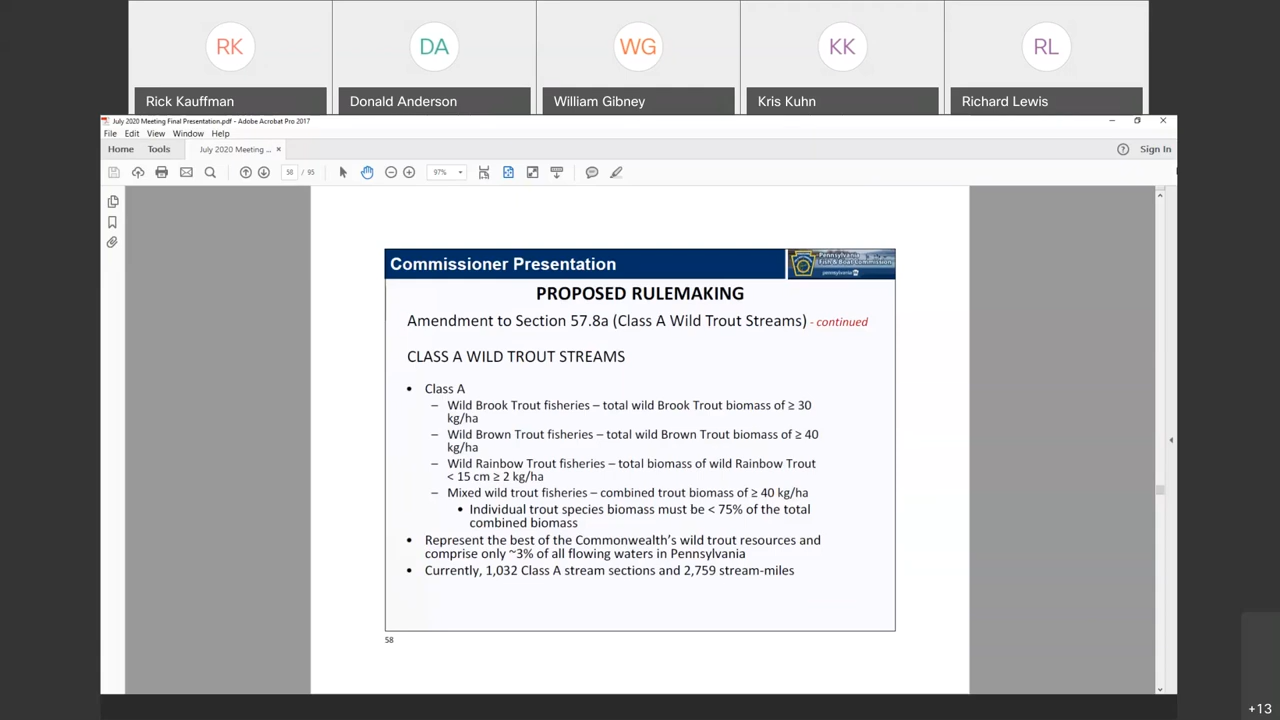 RK
DA
WG
KK
RL
Rick Kauffman
Donald Anderson
William Gibney
Kris Kuhn
Richard Lewis
July 2020 Meeting Final Presentation.pdf - Adobe Acrobat Pro 2017
File Edit View Window Help
Home Tools July 2020 Meeting ... × Sign In
58 / 95 97%
Commissioner Presentation
Pennsylvania
Fish & Boat Commission
pennsylvania
PROPOSED RULEMAKING
Amendment to Section 57.8a (Class A Wild Trout Streams) - continued
CLASS A WILD TROUT STREAMS
• Class A
– Wild Brook Trout fisheries – total wild Brook Trout biomass of ≥ 30
kg/ha
– Wild Brown Trout fisheries – total wild Brown Trout biomass of ≥ 40
kg/ha
– Wild Rainbow Trout fisheries – total biomass of wild Rainbow Trout
< 15 cm ≥ 2 kg/ha
– Mixed wild trout fisheries – combined trout biomass of ≥ 40 kg/ha
• Individual trout species biomass must be < 75% of the total
combined biomass
• Represent the best of the Commonwealth's wild trout resources and
comprise only ~3% of all flowing waters in Pennsylvania
• Currently, 1,032 Class A stream sections and 2,759 stream-miles
58
+13